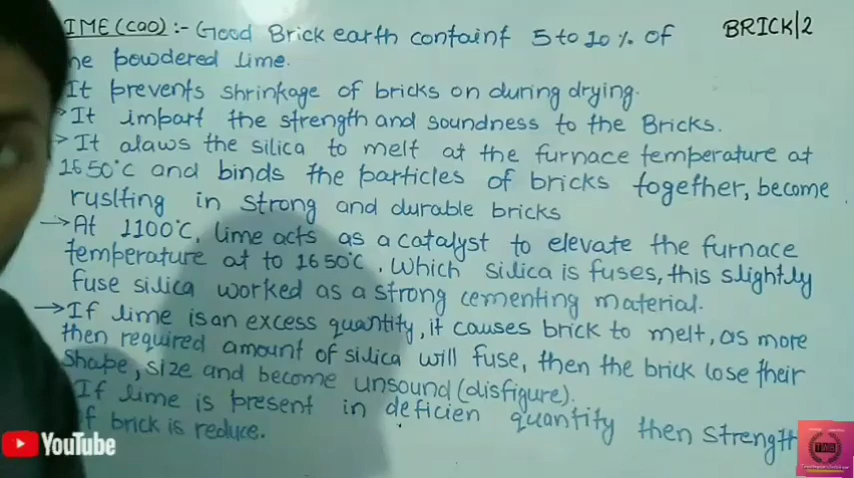 IME (CaO) :- Good Brick earth containf 5 to 10 % of
BRICK/2
he powdered lime.
It prevents shrinkage of bricks on during drying.
It impart the strength and soundness to the Bricks.
It alaws the silica to melt at the furnace temperature at
1650°C and binds the particles of bricks together, become
ruslting in strong and durable bricks
→ At 1100°C, lime acts as a catalyst to elevate the furnace
temperature at to 1650°C. Which silica is fuses, this slightly
fuse silica worked as a strong cementing material.
→ If lime is an excess quantity, it causes brick to melt, as more
then required amount of silica will fuse, then the brick lose their
shape, size and become unsound (disfigure).
If lime is present in deficien quantity then strength
f brick is reduce.
YouTube